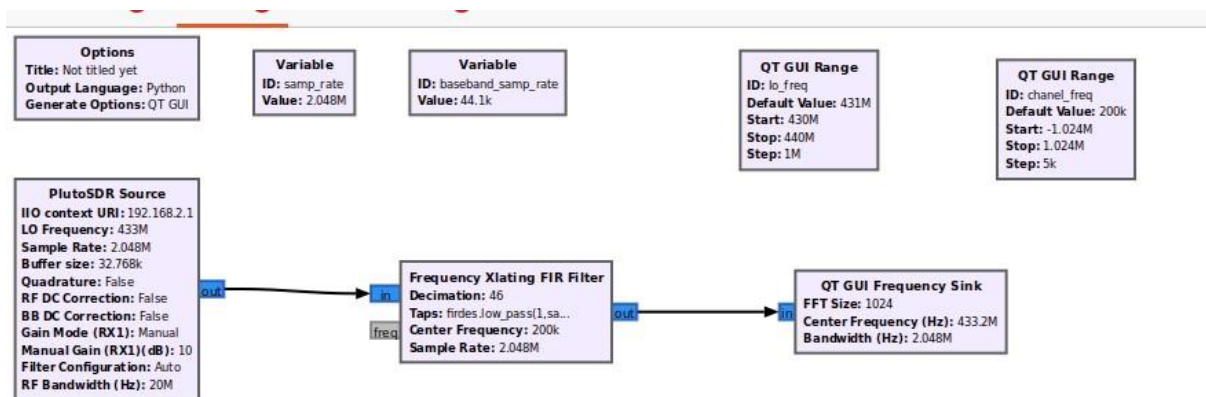 Options
Title: Not titled yet
Output Language: Python
Generate Options: QT GUI
Variable
ID: samp_rate
Value: 2.048M
Variable
ID: baseband_samp_rate
Value: 44.1k
QT GUI Range
ID: lo_freq
Default Value: 431M
Start: 430M
Stop: 440M
Step: 1M
QT GUI Range
ID: chanel_freq
Default Value: 200k
Start: -1.024M
Stop: 1.024M
Step: 5k
PlutoSDR Source
IIO context URI: 192.168.2.1
LO Frequency: 433M
Sample Rate: 2.048M
Buffer size: 32.768k
Quadrature: False
RF DC Correction: False
BB DC Correction: False
Gain Mode (RX1): Manual
Manual Gain (RX1)(dB): 10
Filter Configuration: Auto
RF Bandwidth (Hz): 20M
out
in
freq
Frequency Xlating FIR Filter
Decimation: 46
Taps: firdes.low_pass(1,sa...
Center Frequency: 200k
Sample Rate: 2.048M
out
in
QT GUI Frequency Sink
FFT Size: 1024
Center Frequency (Hz): 433.2M
Bandwidth (Hz): 2.048M